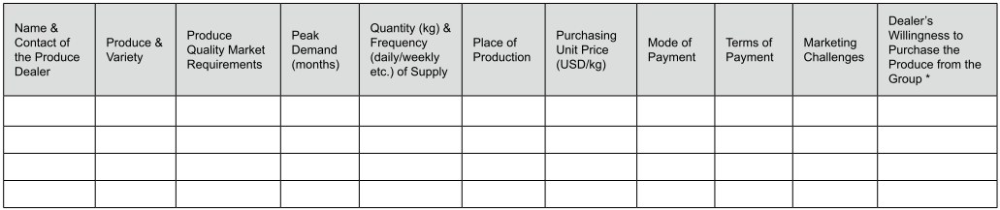 Name &
Contact of
the Produce
Dealer
Produce &
Variety
Produce
Quality Market
Requirements
Peak
Demand
(months)
Quantity (kg) &
Frequency
(daily/weekly
etc.) of Supply
Place of
Production
Purchasing
Unit Price
(USD/kg)
Mode of
Payment
Terms of
Payment
Marketing
Challenges
Dealer’s
Willingness to
Purchase the
Produce from the
Group *